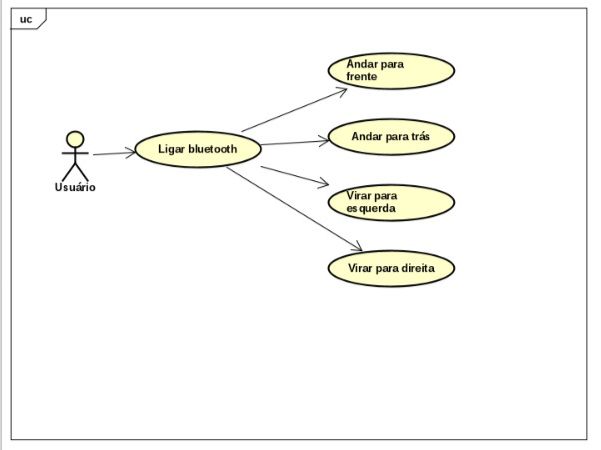 uc
Andar para
frente
Andar para trás
Ligar bluetooth
Usuário
Virar para
esquerda
Virar para direita